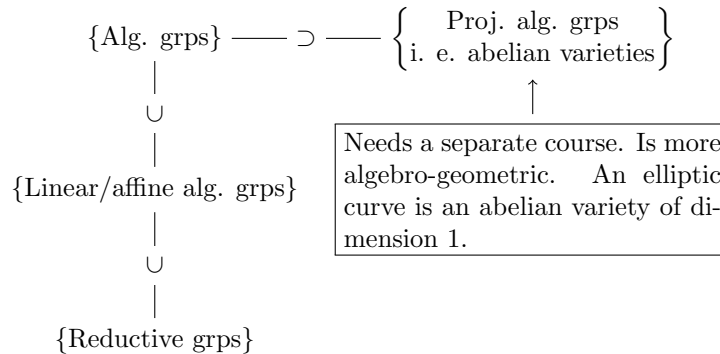 {Alg. grps} ⊃ {Proj. alg. grps
i. e. abelian varieties}
∪
Needs a separate course. Is more
algebro-geometric. An elliptic
curve is an abelian variety of di-
mension 1.
{Linear/affine alg. grps}
∪
{Reductive grps}